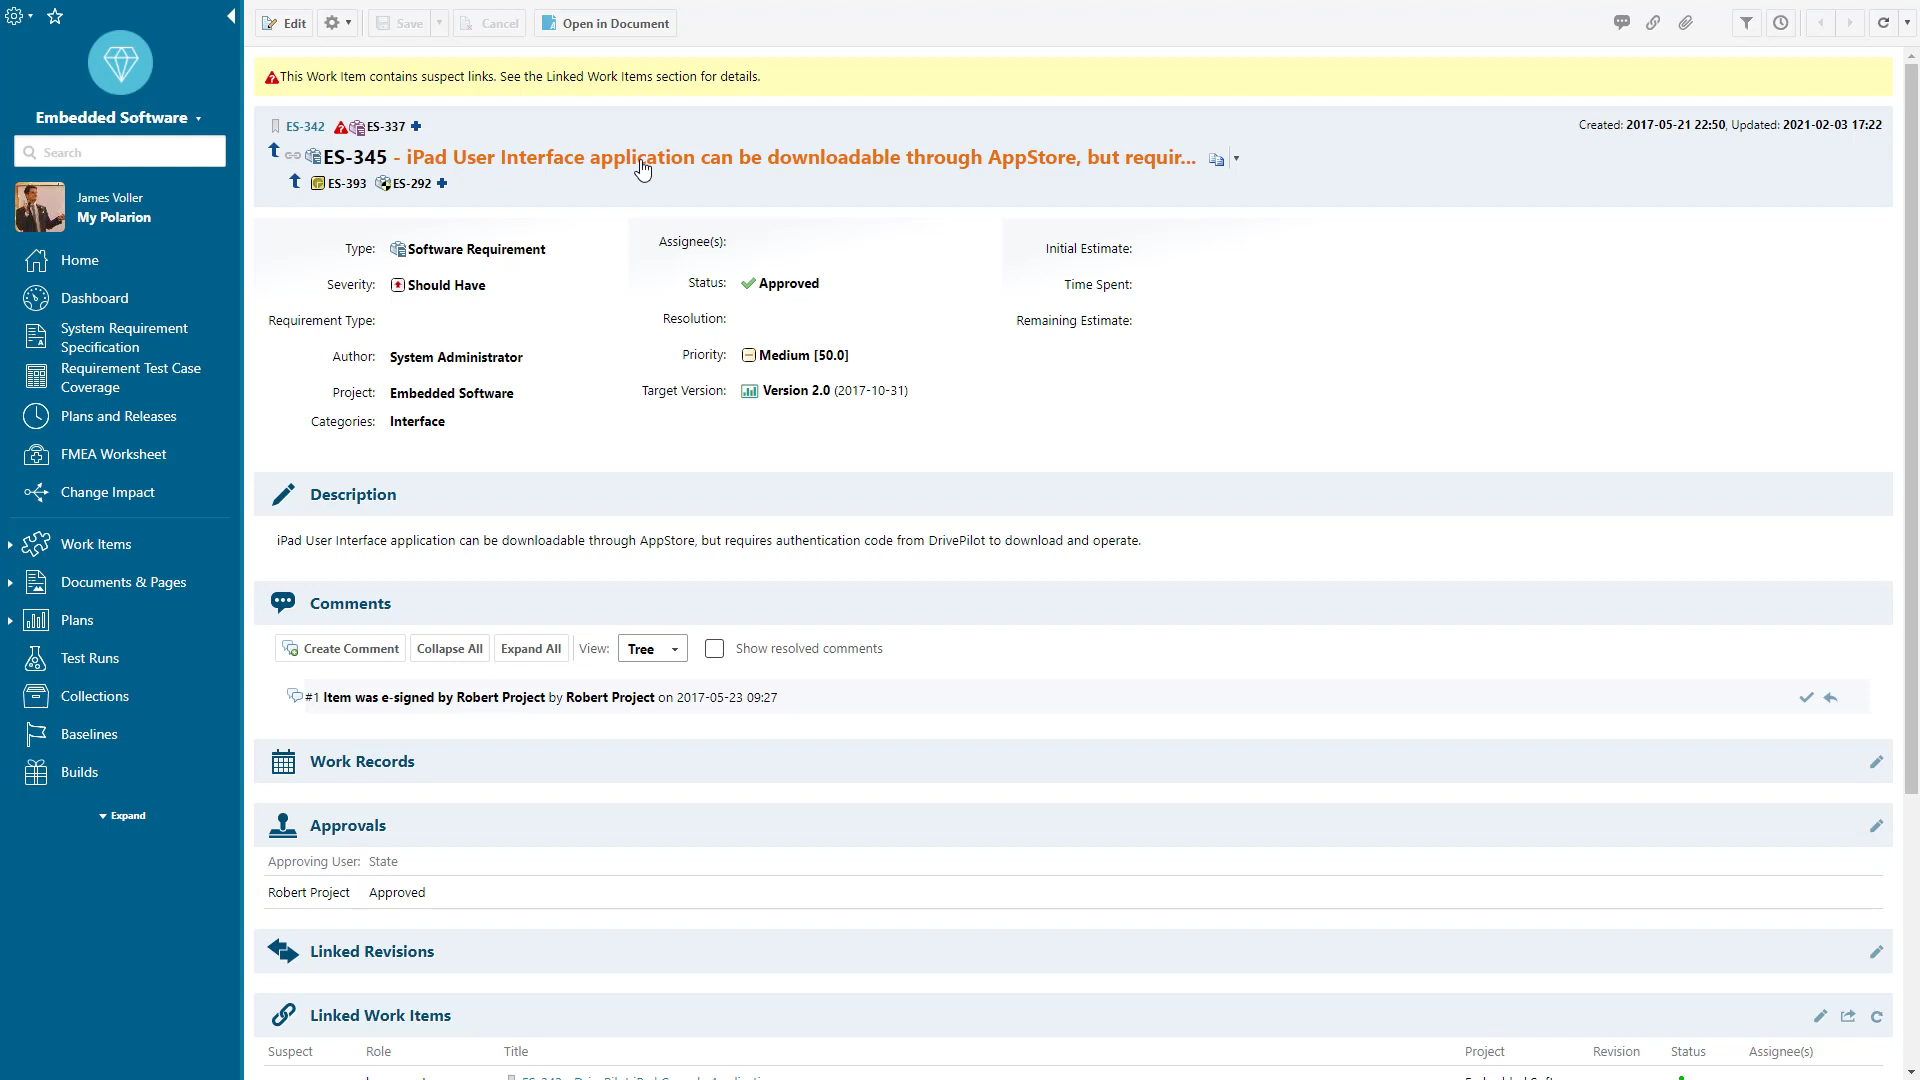 Edit
Save
Cancel
Open in Document
Embedded Software
Search
James Voller
My Polarion
Home
Dashboard
System Requirement
Specification
Requirement Test Case
Coverage
Plans and Releases
FMEA Worksheet
Change Impact
Work Items
Documents & Pages
Plans
Test Runs
Collections
Baselines
Builds
Expand
This Work Item contains suspect links. See the Linked Work Items section for details.
ES-342 ES-337
Created: 2017-05-21 22:50, Updated: 2021-02-03 17:22
ES-345 - iPad User Interface application can be downloadable through AppStore, but requir...
ES-393 ES-292
Type: Software Requirement
Severity: Should Have
Requirement Type:
Author: System Administrator
Project: Embedded Software
Categories: Interface
Assignee(s):
Status: Approved
Resolution:
Priority: Medium [50.0]
Target Version: Version 2.0 (2017-10-31)
Initial Estimate:
Time Spent:
Remaining Estimate:
Description
iPad User Interface application can be downloadable through AppStore, but requires authentication code from DrivePilot to download and operate.
Comments
Create Comment Collapse All Expand All View: Tree Show resolved comments
#1 Item was e-signed by Robert Project by Robert Project on 2017-05-23 09:27
Work Records
Approvals
Approving User: State
Robert Project Approved
Linked Revisions
Linked Work Items
Suspect Role Title Project Revision Status Assignee(s)